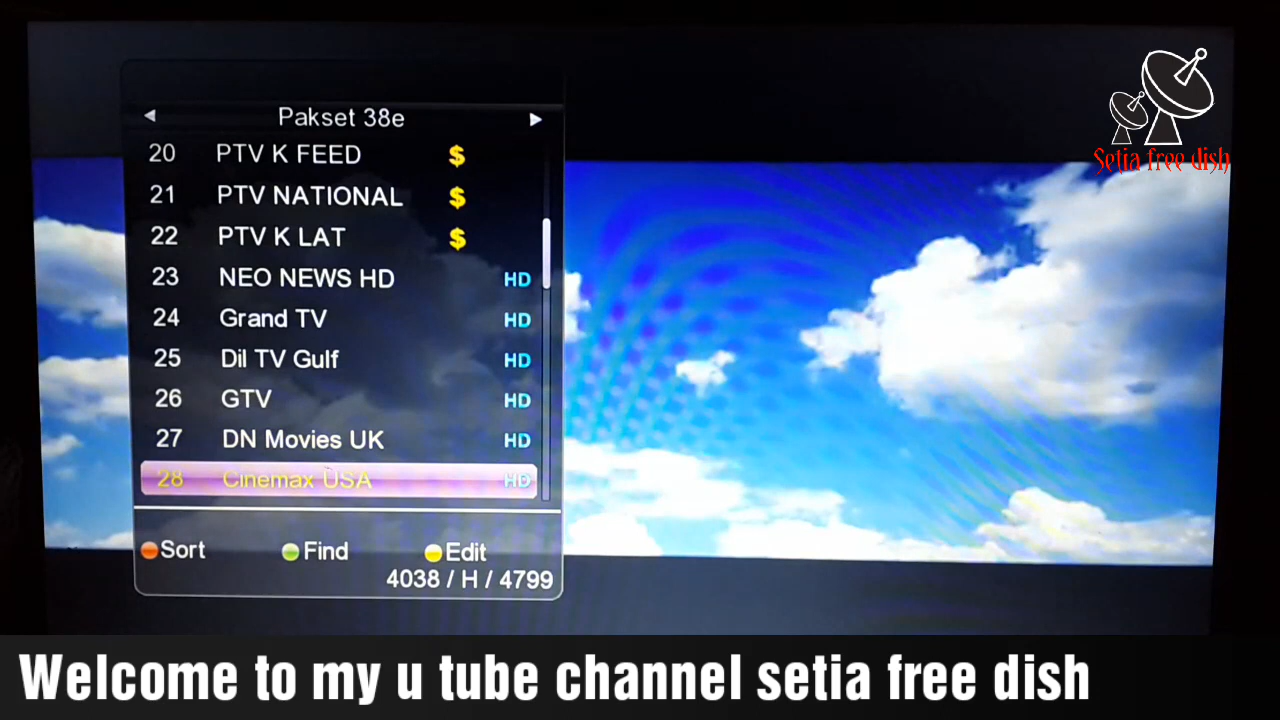 Pakset 38e
20 PTV K FEED $
21 PTV NATIONAL $
22 PTV K LAT $
23 NEO NEWS HD HD
24 Grand TV HD
25 Dil TV Gulf HD
26 GTV HD
27 DN Movies UK HD
28 Cinemax USA HD
Sort Find Edit
4038 / H / 4799
Setia free dish
Welcome to my u tube channel setia free dish